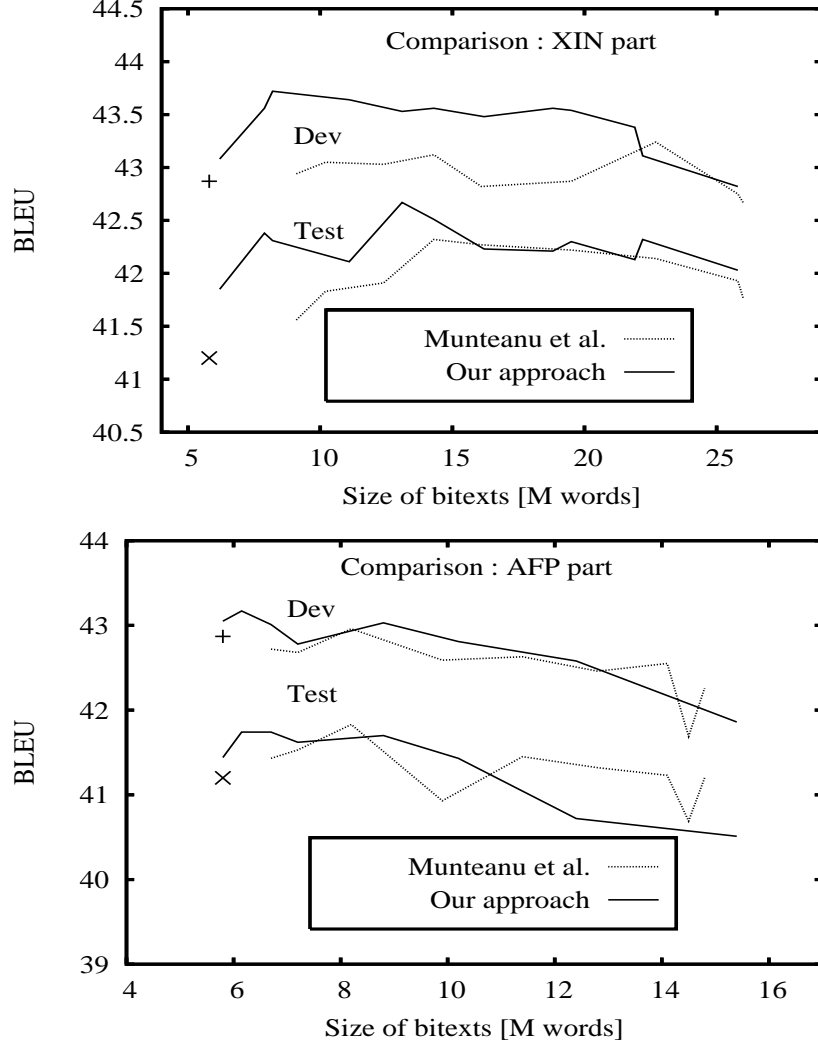 44.5
Comparison : XIN part
44
43.5
Dev
43
BLEU
42.5
Test
42
41.5
Munteanu et al.
Our approach
41
40.5
5 10 15 20 25
Size of bitexts [M words]
44
Comparison : AFP part
Dev
43
Test
42
BLEU
41
Munteanu et al.
40
Our approach
39
4 6 8 10 12 14 16
Size of bitexts [M words]